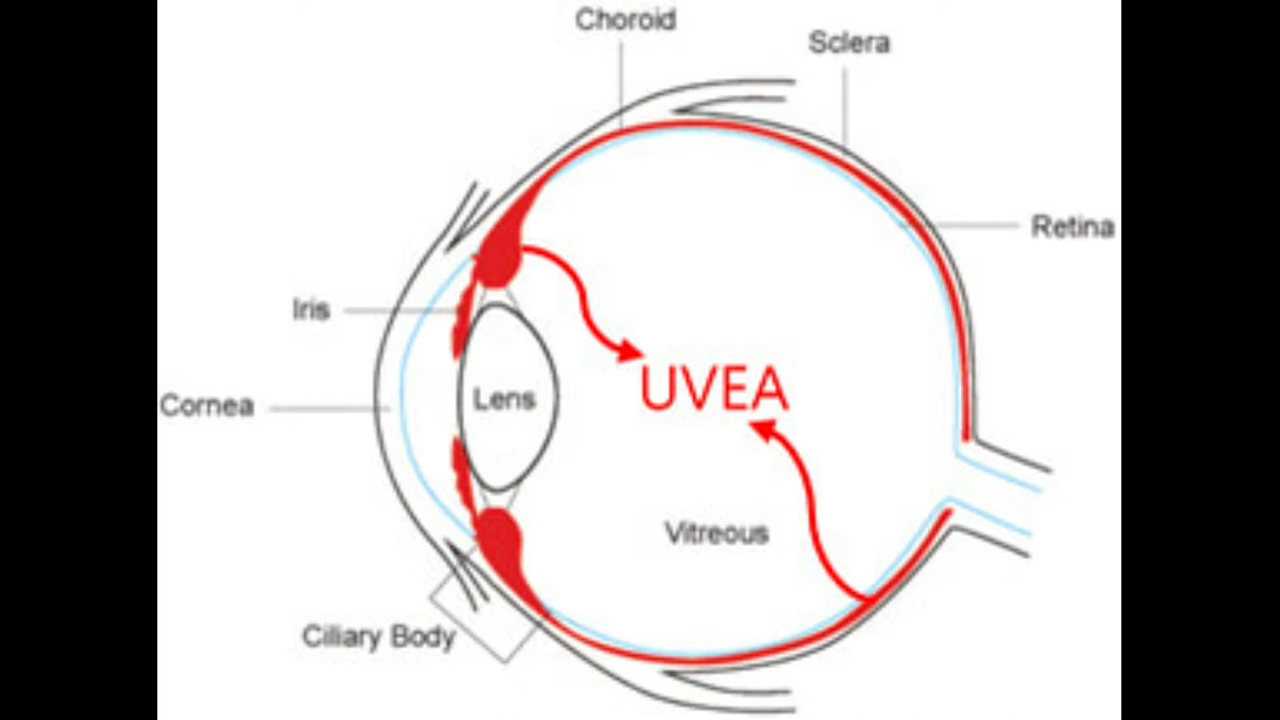 Choroid
Sclera
Retina
Iris
Lens
UVEA
Cornea
Vitreous
Ciliary Body